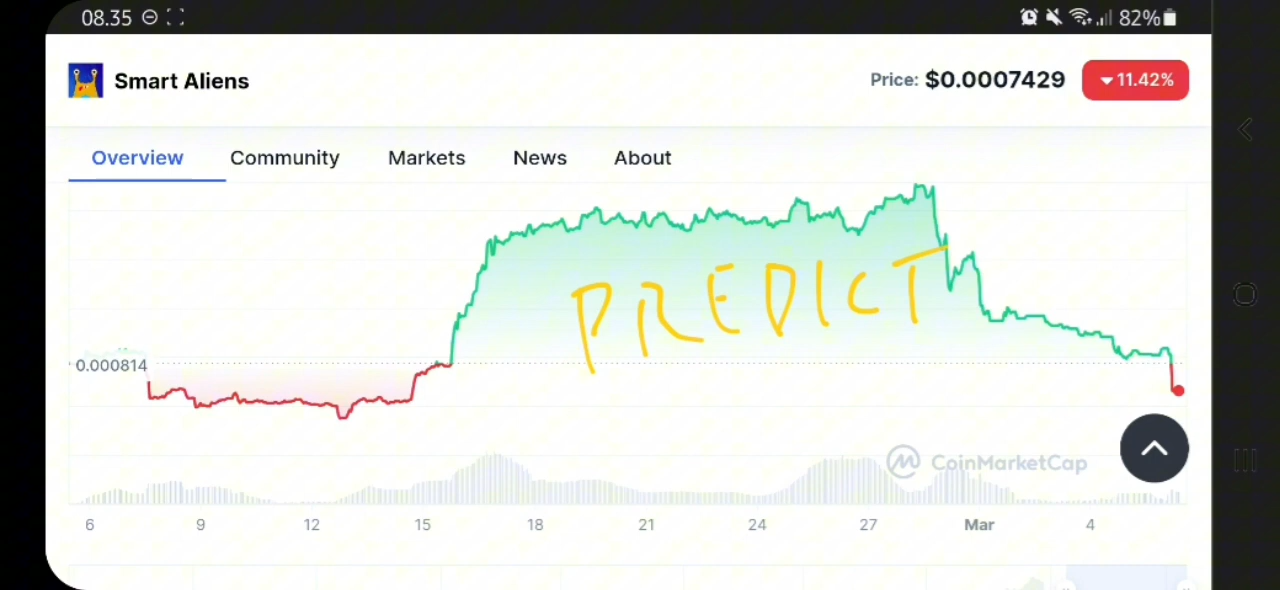 08.35 82%
Smart Aliens Price: $0.0007429 11.42%
Overview Community Markets News About
PREDICT
0.000814
CoinMarketCap
6 9 12 15 18 21 24 27 Mar 4